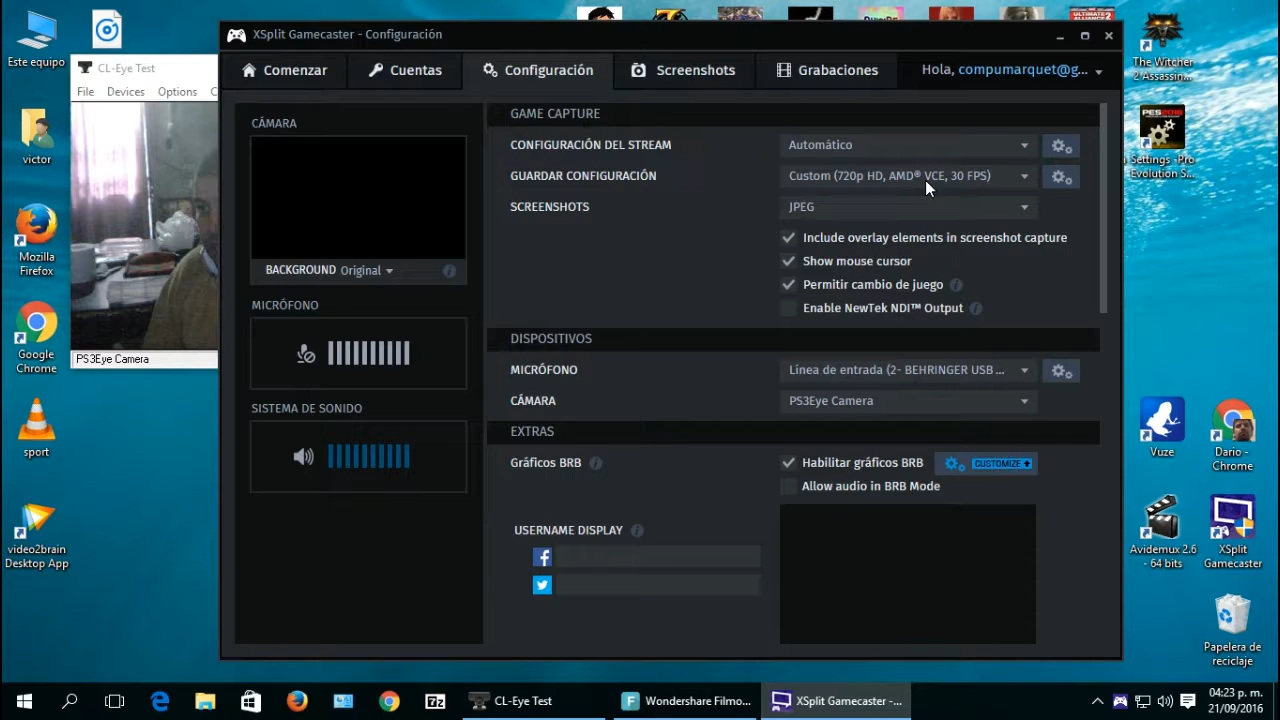 XSplit Gamecaster - Configuración
Comenzar
Cuentas
Configuración
Screenshots
Grabaciones
Hola, compumarquet@g...
CÁMARA
BACKGROUND Original
MICRÓFONO
SISTEMA DE SONIDO
GAME CAPTURE
CONFIGURACIÓN DEL STREAM
Automático
GUARDAR CONFIGURACIÓN
Custom (720p HD, AMD® VCE, 30 FPS)
SCREENSHOTS
JPEG
Include overlay elements in screenshot capture
Show mouse cursor
Permitir cambio de juego
Enable NewTek NDI™ Output
DISPOSITIVOS
MICRÓFONO
Línea de entrada (2- BEHRINGER USB ...
CÁMARA
PS3Eye Camera
EXTRAS
Gráficos BRB
Habilitar gráficos BRB
CUSTOMIZE
Allow audio in BRB Mode
USERNAME DISPLAY
CL-Eye Test
File
Devices
Options
PS3Eye Camera
Este equipo
victor
Mozilla
Firefox
Google
Chrome
sport
video2brain
Desktop App
The Witcher
2 Assassin...
PES2016
Settings -Pro
Evolution S...
Vuze
Dario -
Chrome
Avidemux 2.6
- 64 bits
XSplit
Gamecaster
Papelera de
reciclaje
CL-Eye Test
Wondershare Filmo...
XSplit Gamecaster -...
04:23 p. m.
21/09/2016